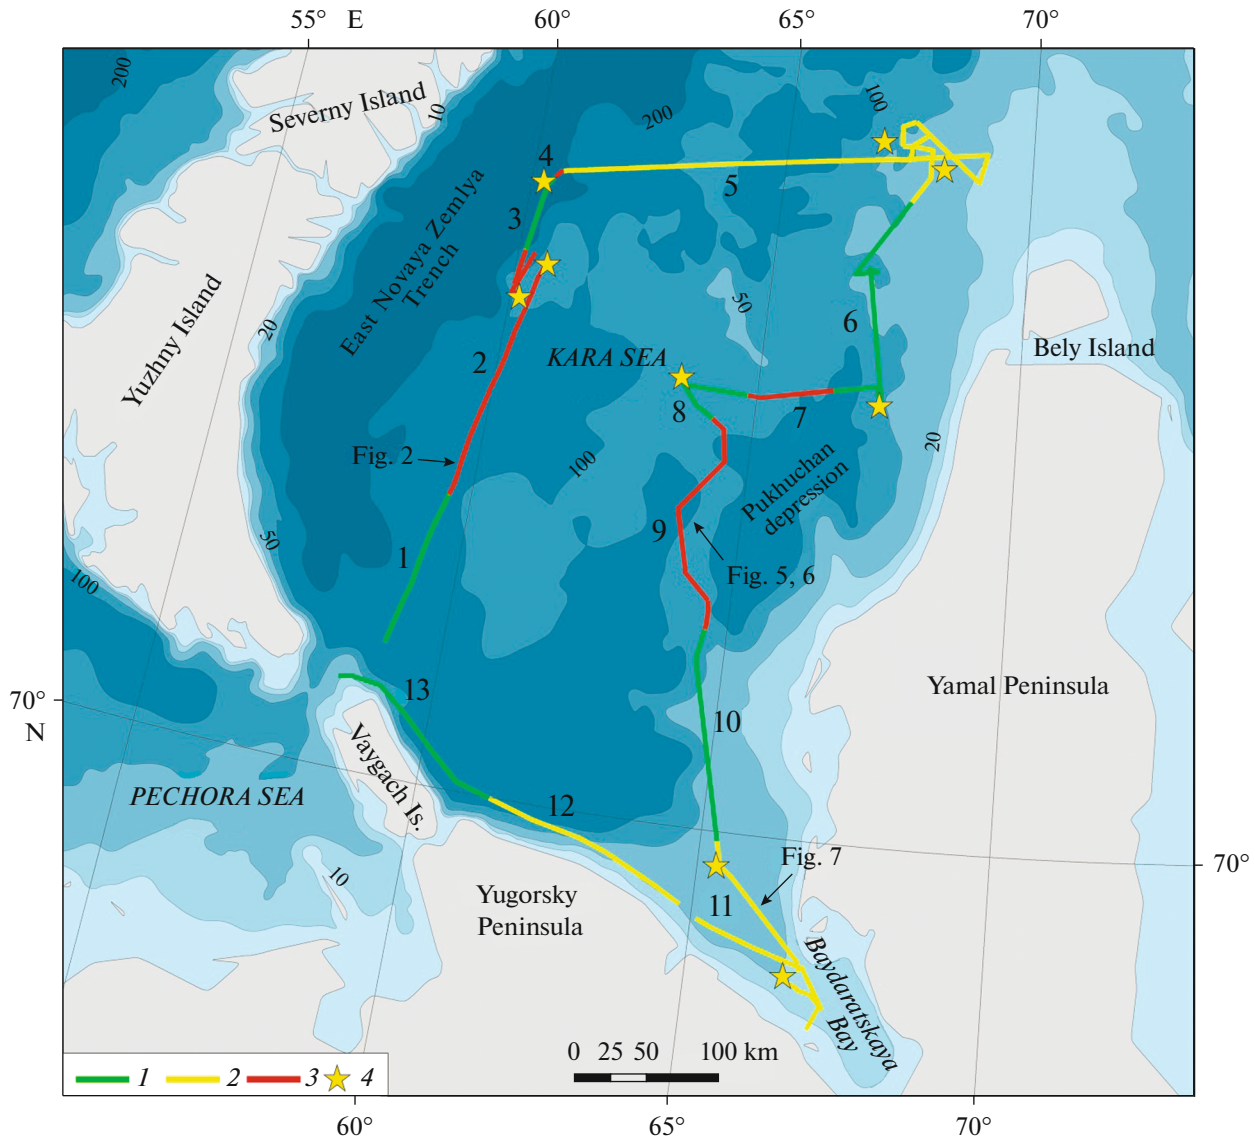 55° E 60° 65° 70°
200
Severny Island
10
200
100
4
5
3
East Novaya Zemlya
Trench
Yuzhny Island
20
50
6
2
KARA SEA
Bely Island
8
7
20
Fig. 2
100
Pukhuchan
depression
9
50
1
Fig. 5, 6
100
13
Yamal Peninsula
70°
N
10
Vaygach Is.
PECHORA SEA
12
Fig. 7
70°
10
Yugorsky
Peninsula
11
Baydaratskaya
Bay
0 25 50 100 km
1 2 3 4
60° 65° 70°